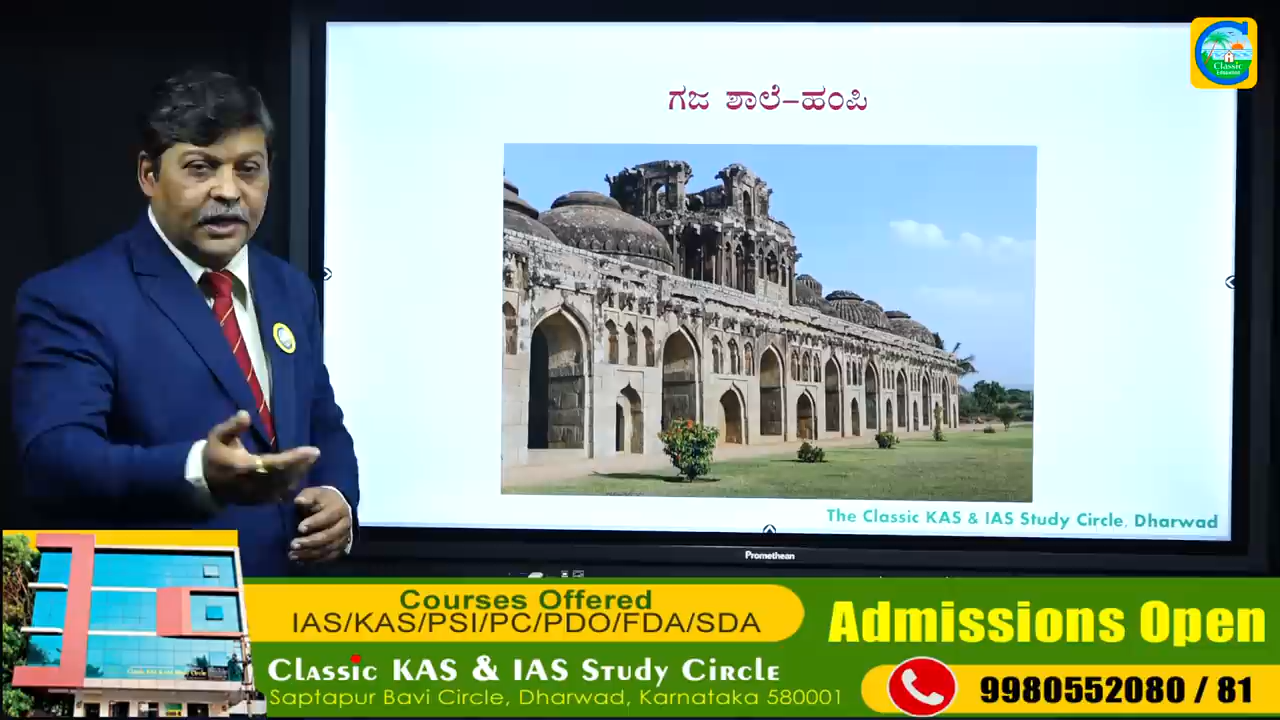 ಗಜ ಶಾಲೆ-ಹಂಪಿ
Classic
The Classic KAS & IAS Study Circle, Dharwad
Promethean
Courses Offered
IAS/KAS/PSI/PC/PDO/FDA/SDA
Classic KAS & IAS Study Circle
Saptapur Bavi Circle, Dharwad, Karnataka 580001
Admissions Open
9980552080 / 81